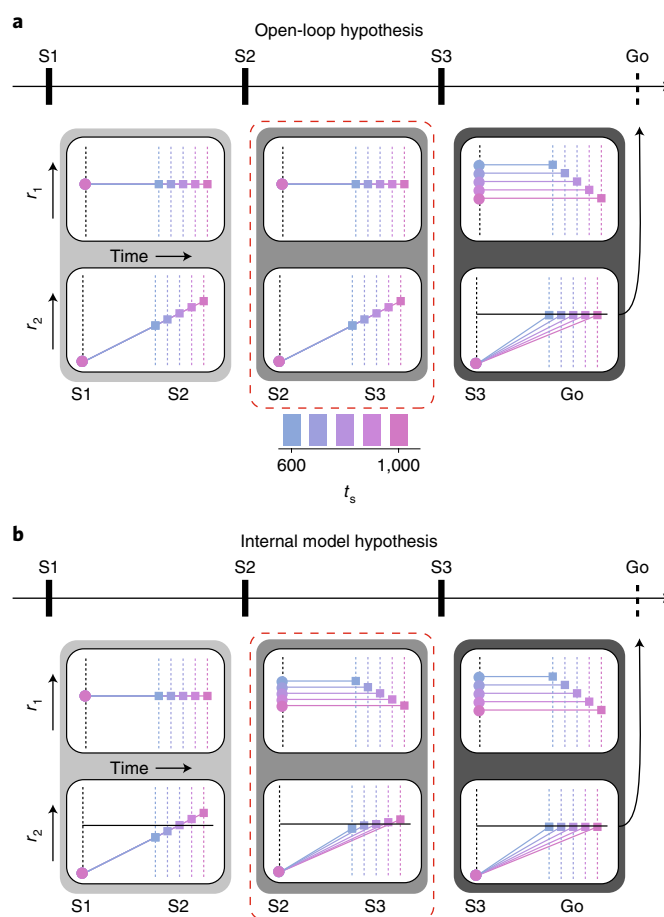 a
Open-loop hypothesis
S1 S2 S3 Go
r1
Time
r2
S1 S2 S2 S3 S3 Go
600 1,000
ts
b
Internal model hypothesis
S1 S2 S3 Go
r1
Time
r2
S1 S2 S2 S3 S3 Go